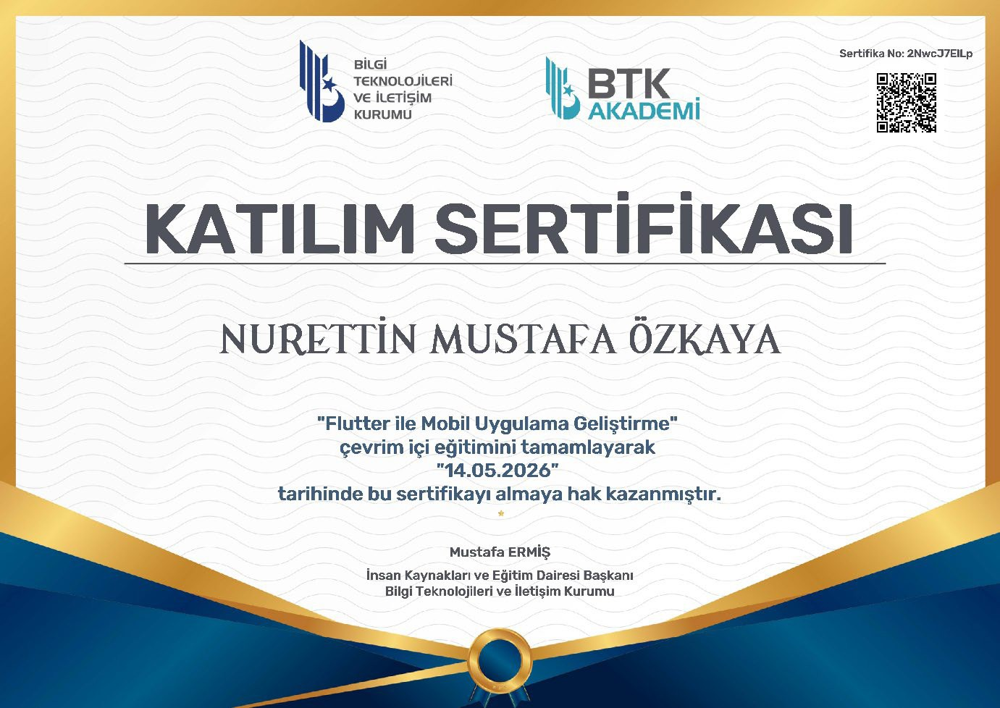 BİLGİ
TEKNOLOJİLERİ
VE İLETİŞİM
KURUMU
BTK
AKADEMİ
Sertifika No: 2NwcJ7EILp
KATILIM SERTİFİKASI
NURETTİN MUSTAFA ÖZKAYA
"Flutter ile Mobil Uygulama Geliştirme"
çevrim içi eğitimini tamamlayarak
"14.05.2026"
tarihinde bu sertifikayı almaya hak kazanmıştır.
Mustafa ERMİŞ
İnsan Kaynakları ve Eğitim Dairesi Başkanı
Bilgi Teknolojileri ve İletişim Kurumu